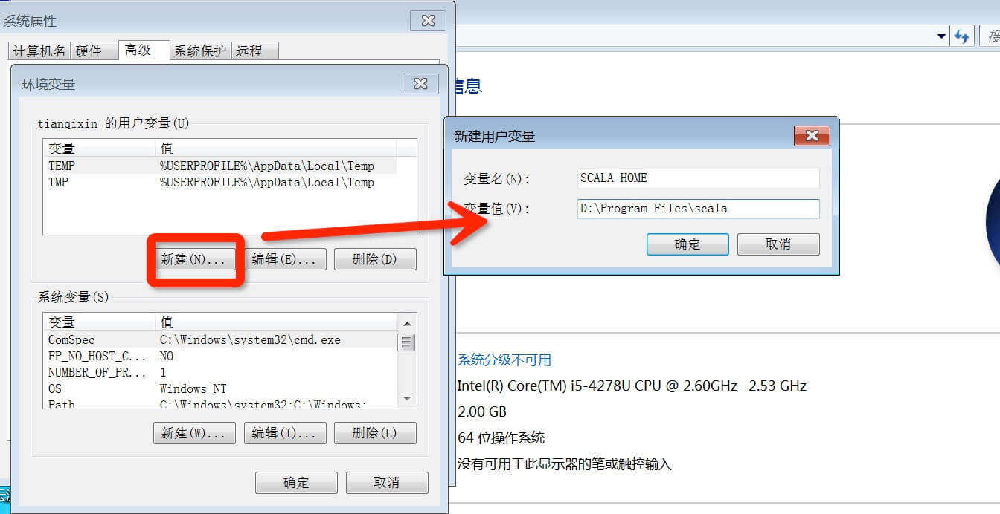 系统属性
计算机名 硬件 高级 系统保护 远程
环境变量
tianqixin 的用户变量(U)
变量 值
TEMP %USERPROFILE%\AppData\Local\Temp
TMP %USERPROFILE%\AppData\Local\Temp
新建(N)... 编辑(E)... 删除(D)
系统变量(S)
变量 值
ComSpec C:\Windows\system32\cmd.exe
FP_NO_HOST_C... NO
NUMBER_OF_PR... 1
OS Windows_NT
Path C:\Windows\system32;C:\Windows;
新建(W)... 编辑(I)... 删除(L)
确定 取消
新建用户变量
变量名(N): SCALA_HOME
变量值(V): D:\Program Files\scala
确定 取消
搜
信息
系统分级不可用
Intel(R) Core(TM) i5-4278U CPU @ 2.60GHz 2.53 GHz
2.00 GB
64 位操作系统
没有可用于此显示器的笔或触控输入